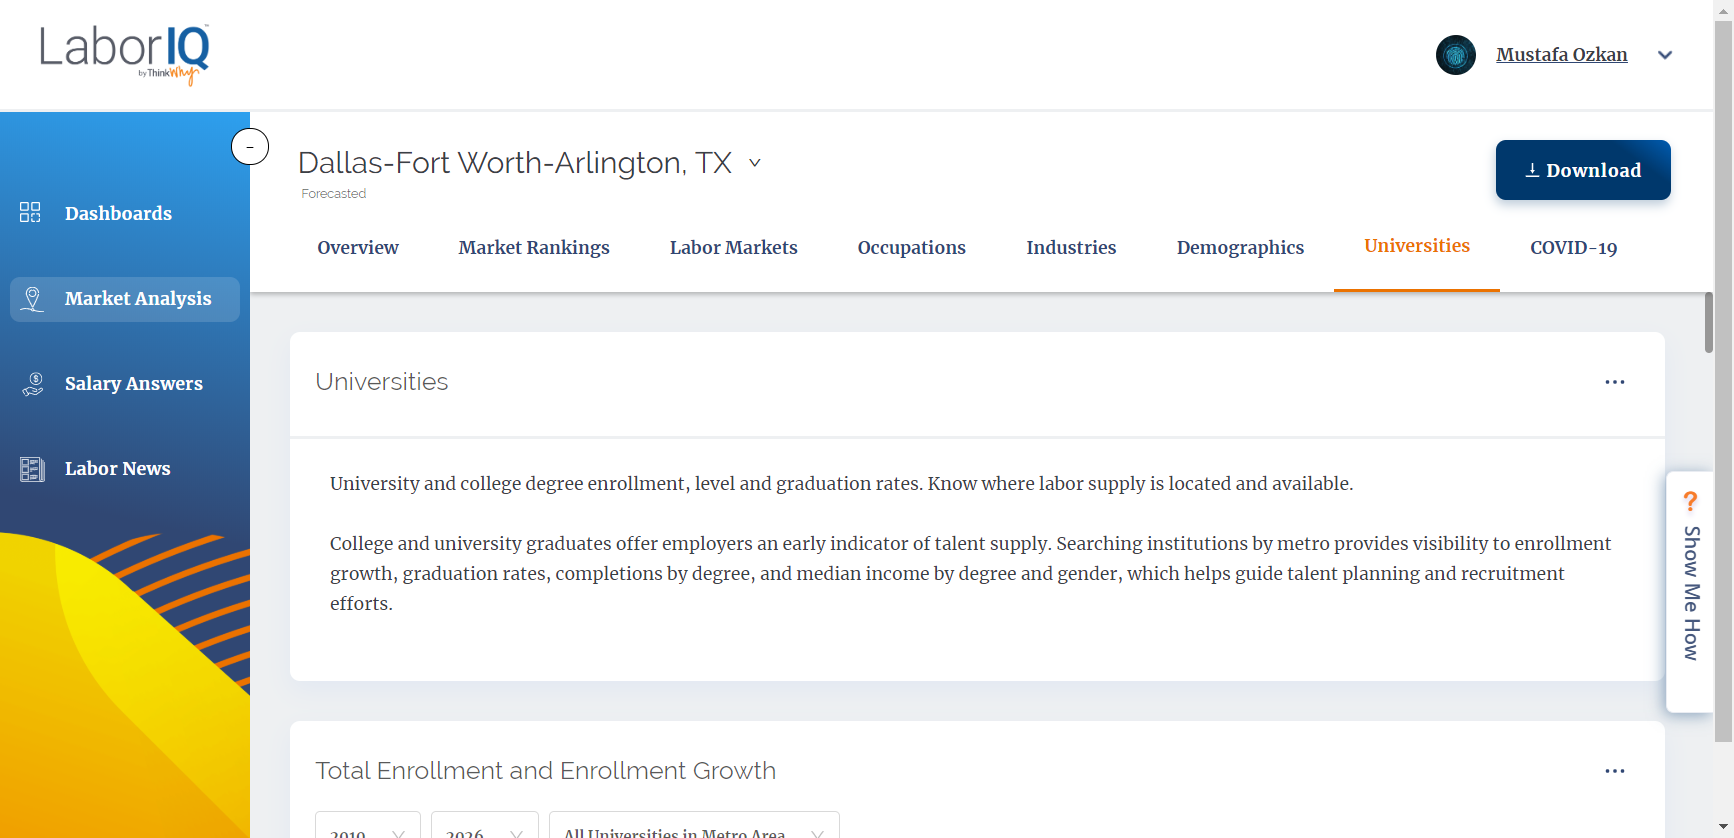 LaborIQ
by ThinkWhy
Mustafa Ozkan
Dallas-Fort Worth-Arlington, TX
Forecasted
Download
Overview
Market Rankings
Labor Markets
Occupations
Industries
Demographics
Universities
COVID-19
Dashboards
Market Analysis
Salary Answers
Labor News
Universities
University and college degree enrollment, level and graduation rates. Know where labor supply is located and available.
College and university graduates offer employers an early indicator of talent supply. Searching institutions by metro provides visibility to enrollment
growth, graduation rates, completions by degree, and median income by degree and gender, which helps guide talent planning and recruitment
efforts.
? Show Me How
Total Enrollment and Enrollment Growth
2019
2026
All Universities in Metro Area